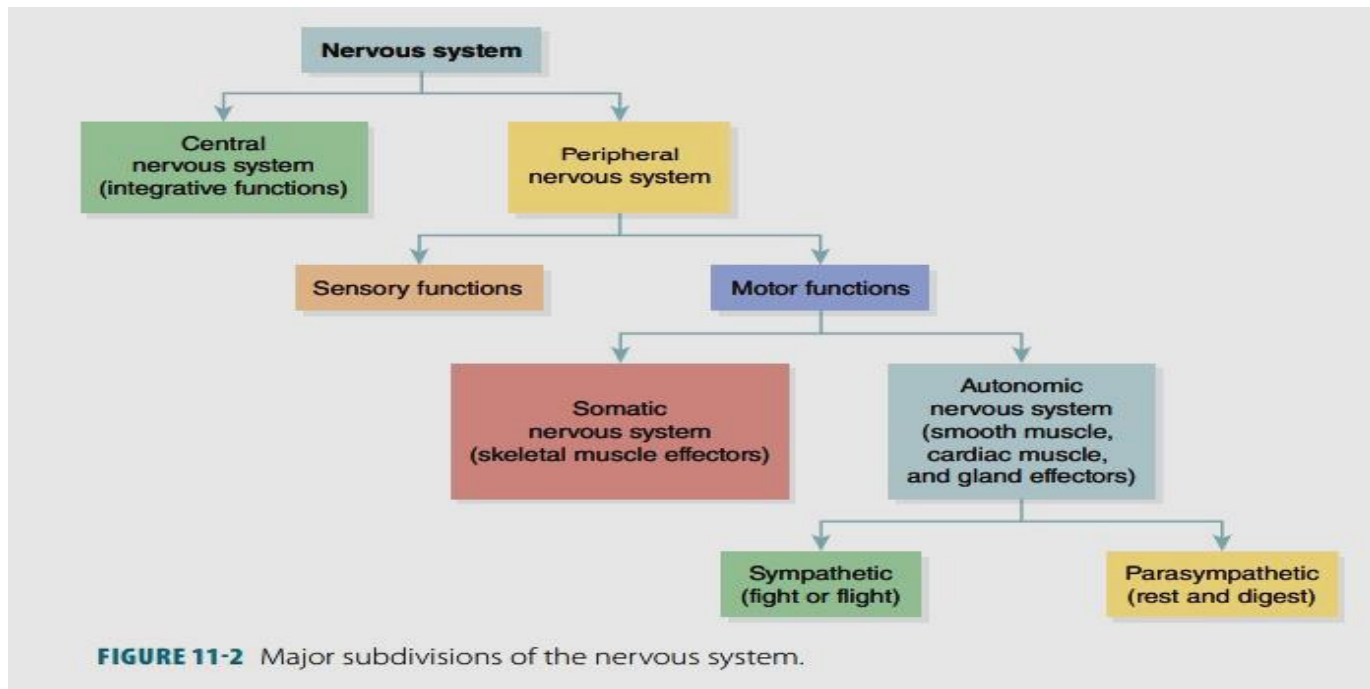 Nervous system
Central
nervous system
(integrative functions)
Peripheral
nervous system
Sensory functions
Motor functions
Somatic
nervous system
(skeletal muscle effectors)
Autonomic
nervous system
(smooth muscle,
cardiac muscle,
and gland effectors)
Sympathetic
(fight or flight)
Parasympathetic
(rest and digest)
FIGURE 11-2 Major subdivisions of the nervous system.